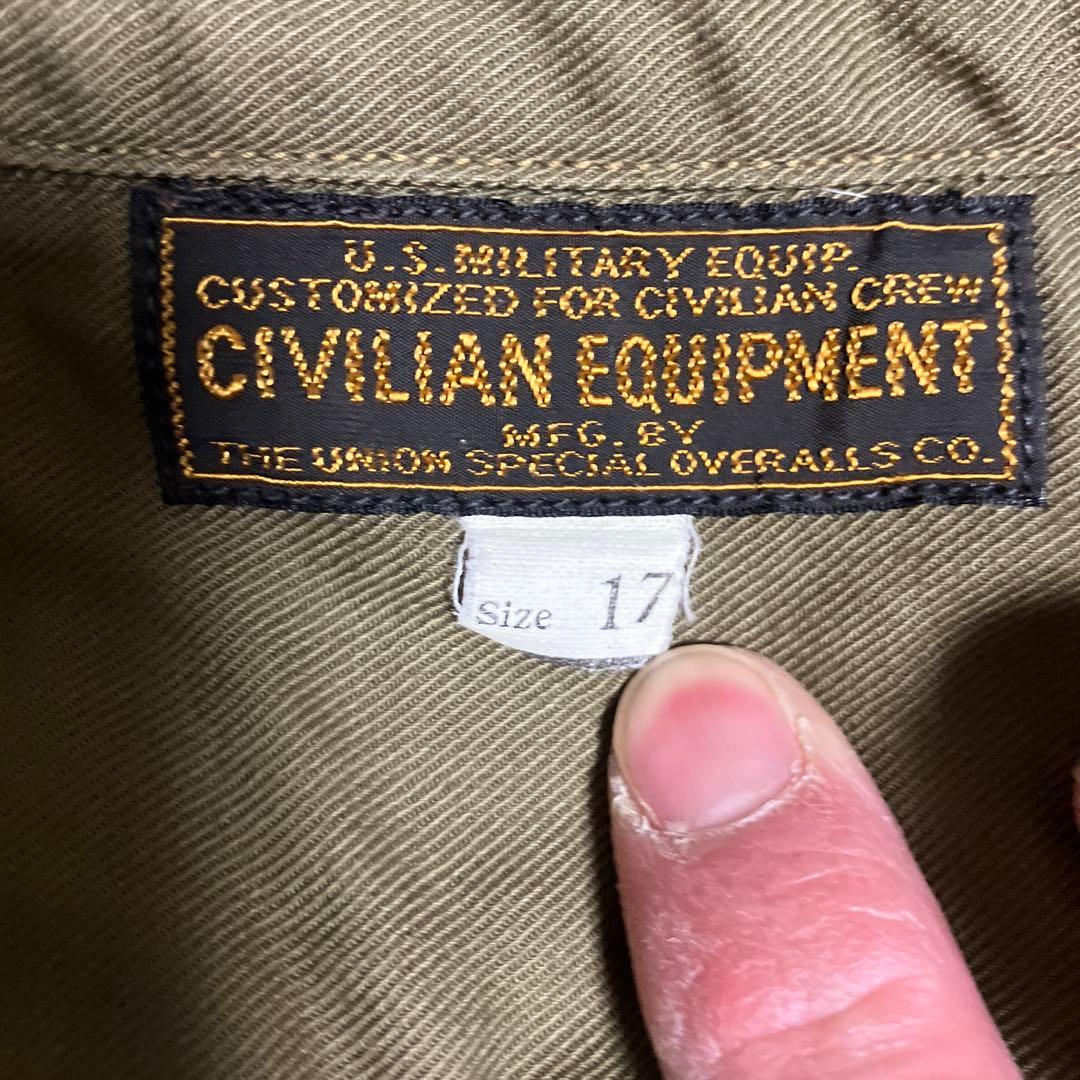 U.S. MILITARY EQUIP.
CUSTOMIZED FOR CIVILIAN CREW
CIVILIAN EQUIPMENT
MFG. BY
THE UNION SPECIAL OVERALLS CO.
Size 17